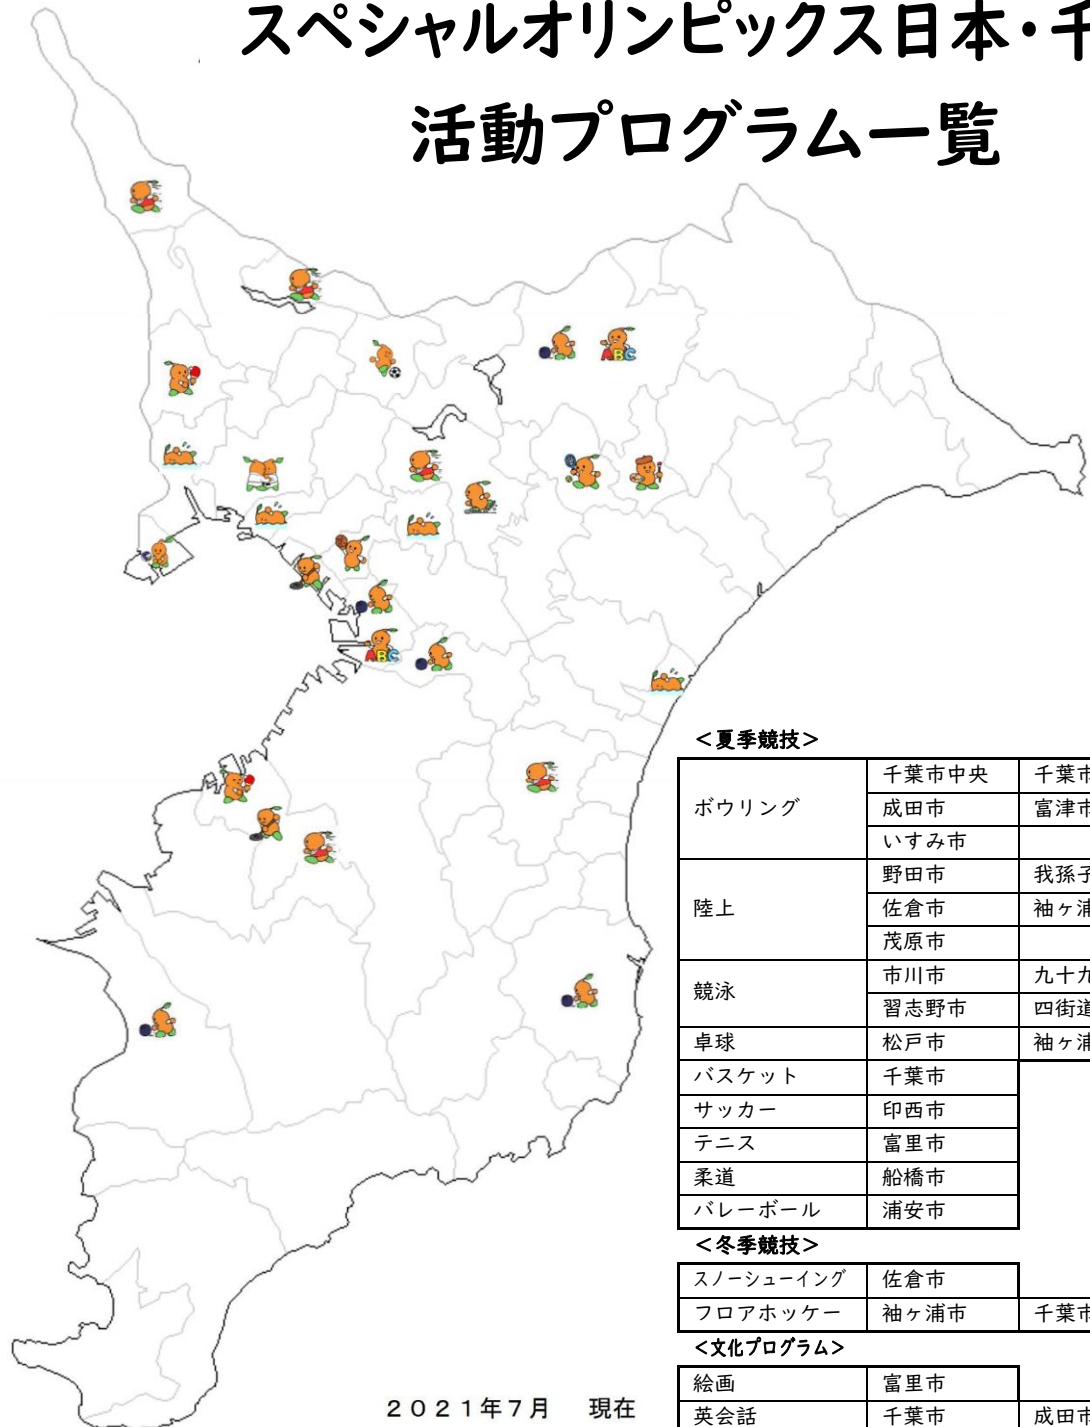 スペシャルオリンピックス日本・千
活動プログラム一覧
ABC
ABC
＜夏季競技＞
ボウリング 千葉市中央 千葉市
成田市 富津市
いすみ市
陸上 野田市 我孫子
佐倉市 袖ヶ浦
茂原市
競泳 市川市 九十九
習志野市 四街道
卓球 松戸市 袖ヶ浦
バスケット 千葉市
サッカー 印西市
テニス 富里市
柔道 船橋市
バレーボール 浦安市
＜冬季競技＞
スノーシューイング 佐倉市
フロアホッケー 袖ヶ浦市 千葉市
＜文化プログラム＞
絵画 富里市
英会話 千葉市 成田市
２０２１年７月 現在